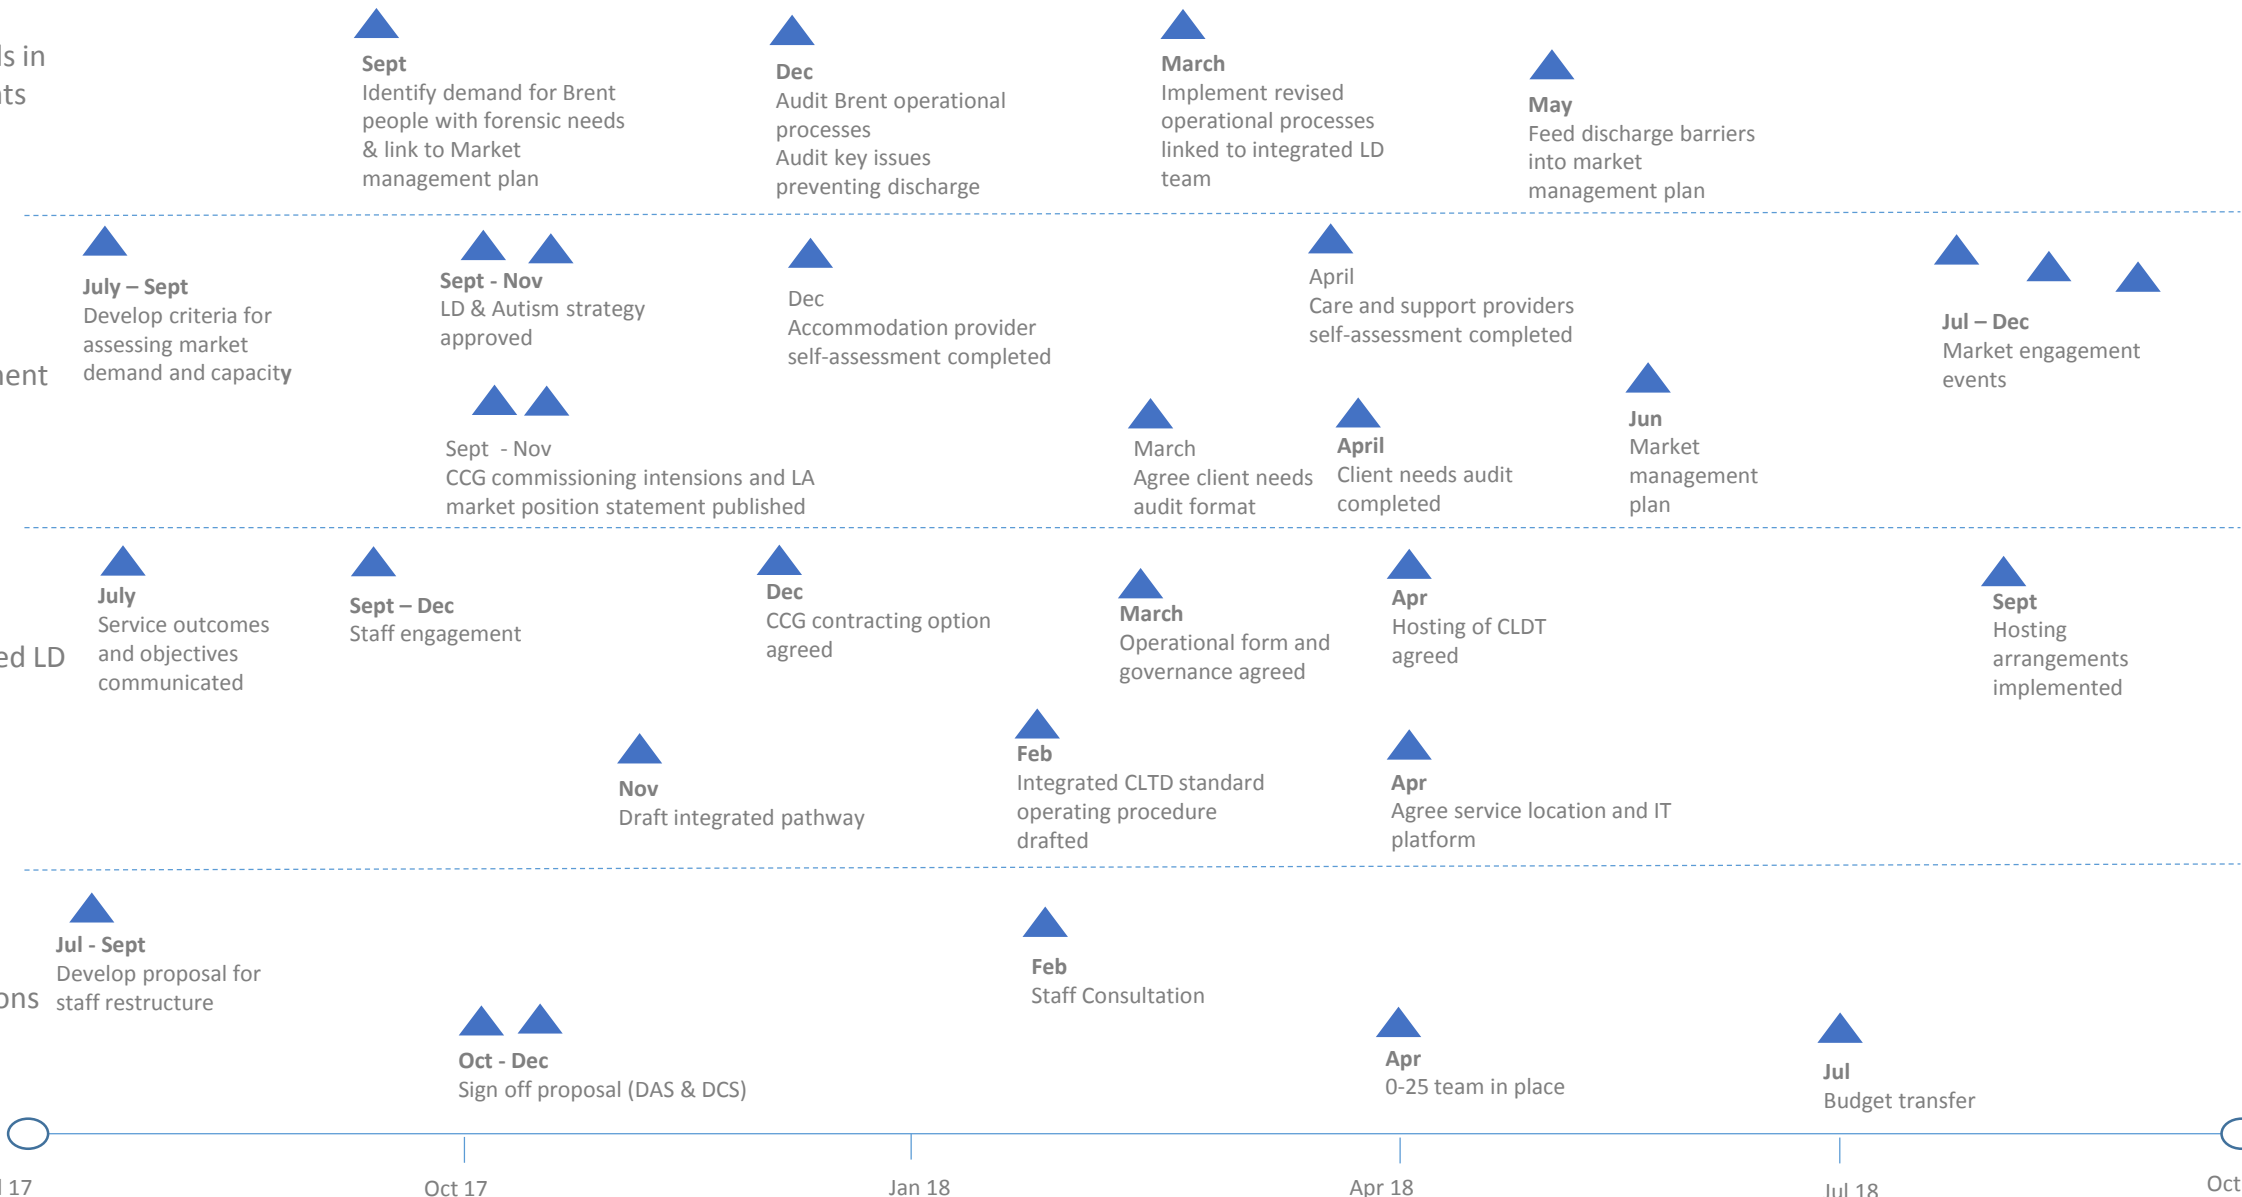 Sept
Identify demand for Brent
people with forensic needs
& link to Market
management plan
Dec
Audit Brent operational
processes
Audit key issues
preventing discharge
March
Implement revised
operational processes
linked to integrated LD
team
May
Feed discharge barriers
into market
management plan
in
July – Sept
Develop criteria for
assessing market
demand and capacity
Sept - Nov
LD & Autism strategy
approved
Dec
Accommodation provider
self-assessment completed
April
Care and support providers
self-assessment completed
Jul – Dec
Market engagement
events
Sept  - Nov
CCG commissioning intensions and LA
market position statement published
March
Agree client needs
audit format
April
Client needs audit
completed
Jun
Market
management
plan
July
Service outcomes
and objectives
communicated
Sept – Dec
Staff engagement
Dec
CCG contracting option
agreed
March
Operational form and
governance agreed
Apr
Hosting of CLDT
agreed
Sept
Hosting
arrangements
implemented
LD
Nov
Draft integrated pathway
Feb
Integrated CLTD standard
operating procedure
drafted
Apr
Agree service location and IT
platform
Jul - Sept
Develop proposal for
staff restructure
Feb
Staff Consultation
Oct - Dec
Sign off proposal (DAS & DCS)
Apr
0-25 team in place
Jul
Budget transfer
17
Oct 17
Jan 18
Apr 18
Jul 18
Oct